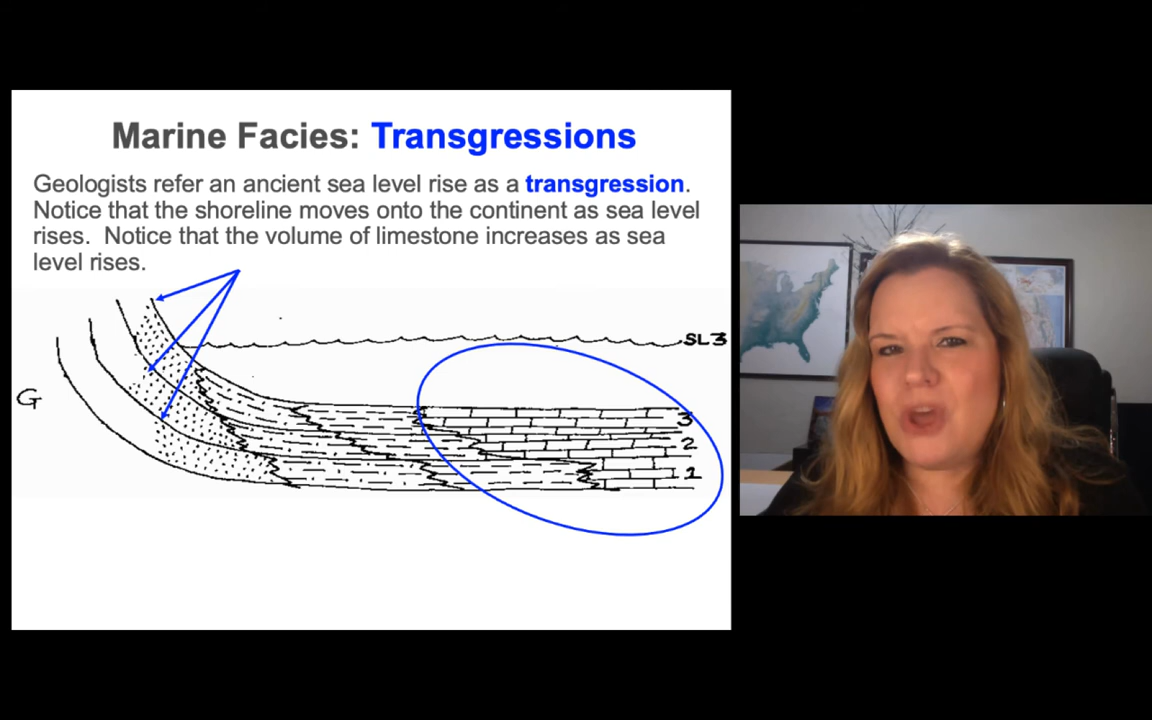 Marine Facies: Transgressions
Geologists refer an ancient sea level rise as a transgression.
Notice that the shoreline moves onto the continent as sea level
rises.  Notice that the volume of limestone increases as sea
level rises.
SL3
G
3
2
1